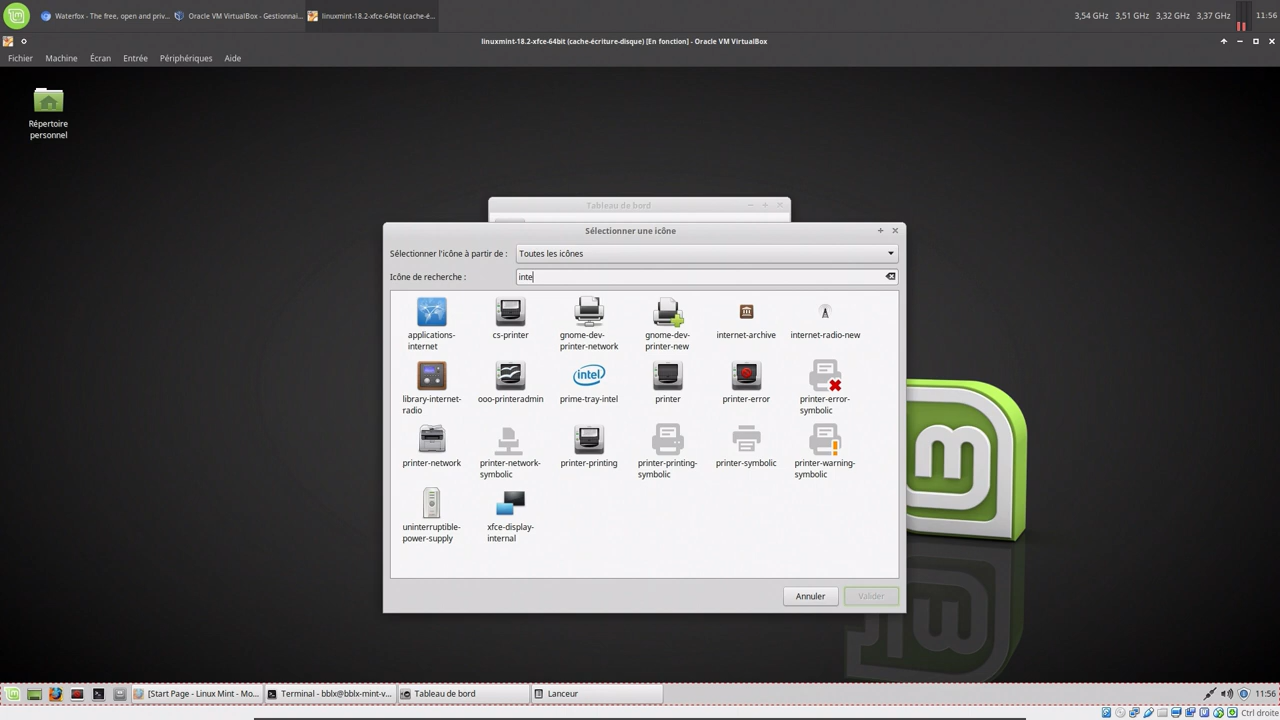 Waterfox - The free, open and priv...
Oracle VM VirtualBox - Gestionnai...
linuxmint-18.2-xfce-64bit (cache-é...
3,54 GHz 3,51 GHz 3,32 GHz 3,37 GHz 11:56
linuxmint-18.2-xfce-64bit (cache-écriture-disque) [En fonction] - Oracle VM VirtualBox
Fichier Machine Écran Entrée Périphériques Aide
Répertoire
personnel
Tableau de bord
Sélectionner une icône
Sélectionner l'icône à partir de : Toutes les icônes
Icône de recherche : inte
applications-
internet
cs-printer
gnome-dev-
printer-network
gnome-dev-
printer-new
internet-archive
internet-radio-new
library-internet-
radio
ooo-printeradmin
intel
prime-tray-intel
printer
printer-error
printer-error-
symbolic
printer-network
printer-network-
symbolic
printer-printing
printer-printing-
symbolic
printer-symbolic
printer-warning-
symbolic
uninterruptible-
power-supply
xfce-display-
internal
Annuler Valider
[Start Page - Linux Mint - Mo...
Terminal - bblx@bblx-mint-v...
Tableau de bord
Lanceur
11:56
Ctrl droite